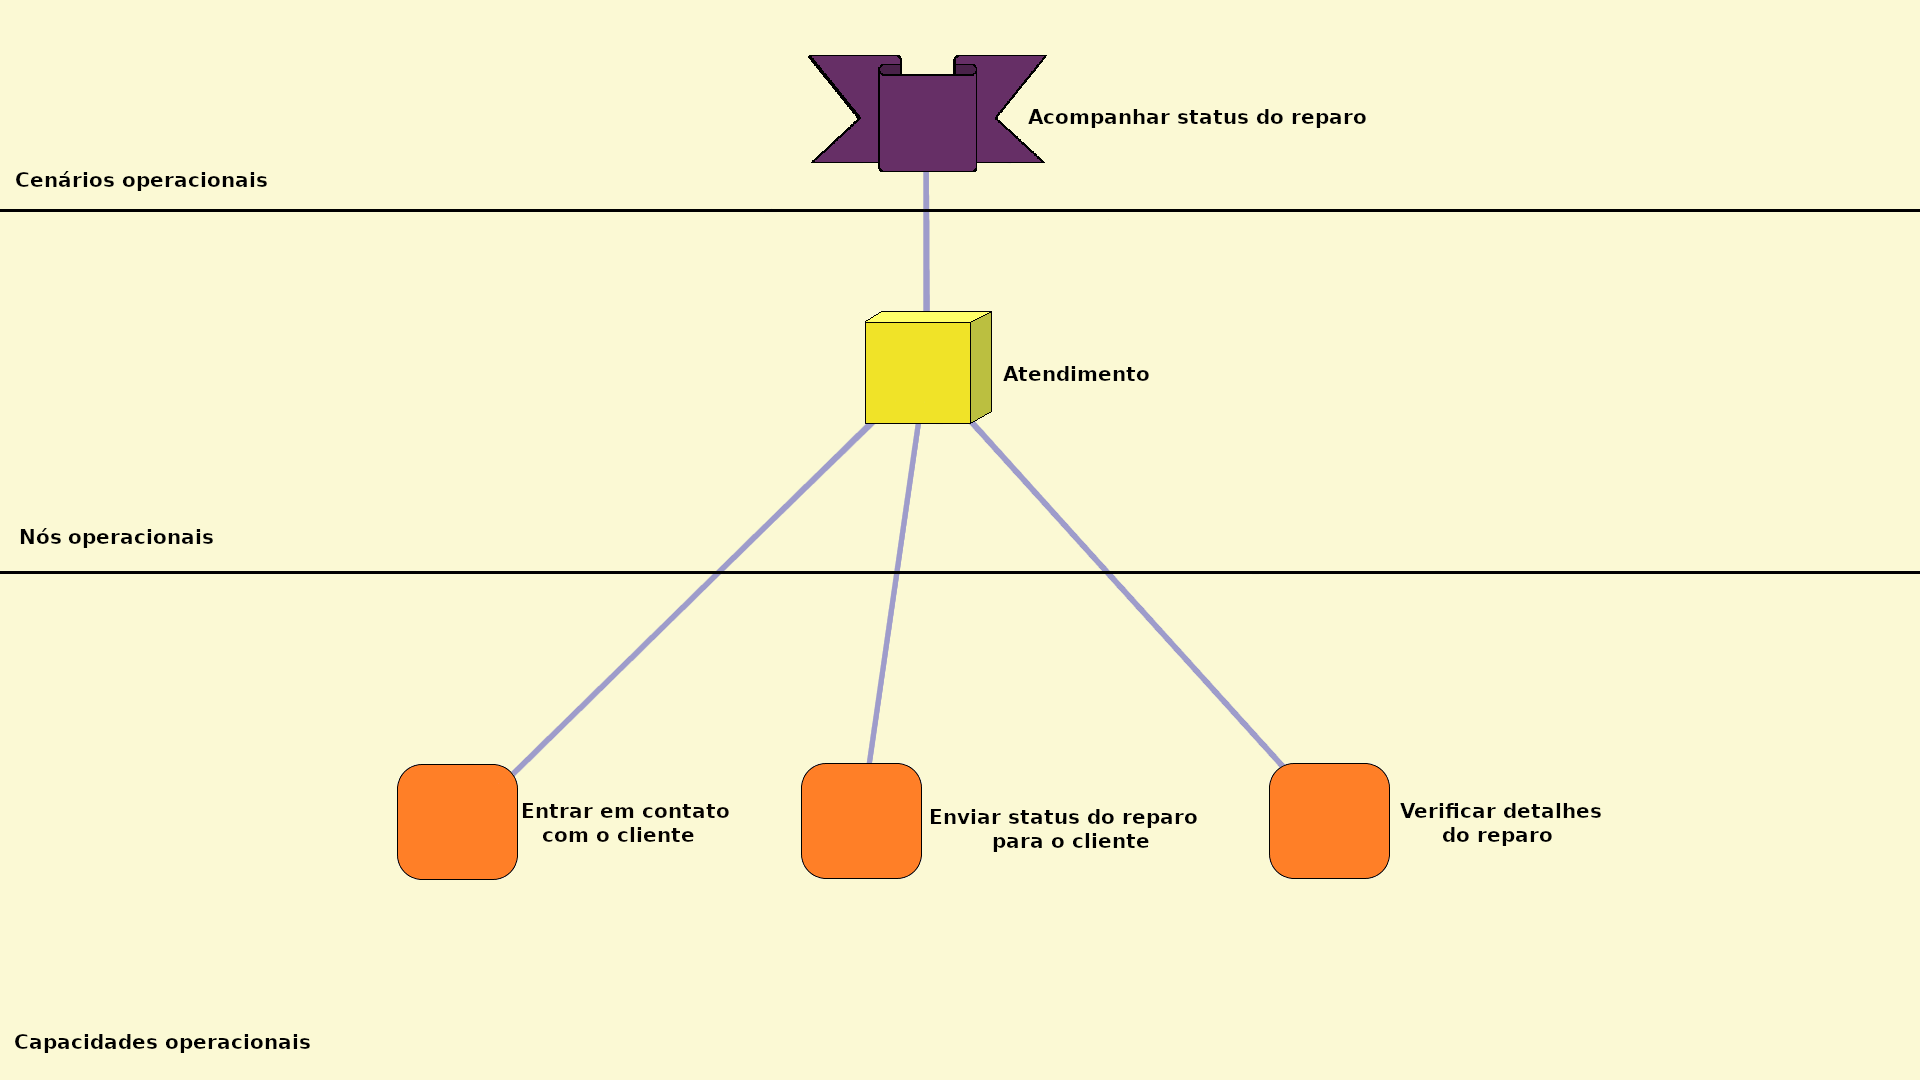 Acompanhar status do reparo
Cenários operacionais
Atendimento
Nós operacionais
Entrar em contato
com o cliente
Enviar status do reparo
para o cliente
Verificar detalhes
do reparo
Capacidades operacionais